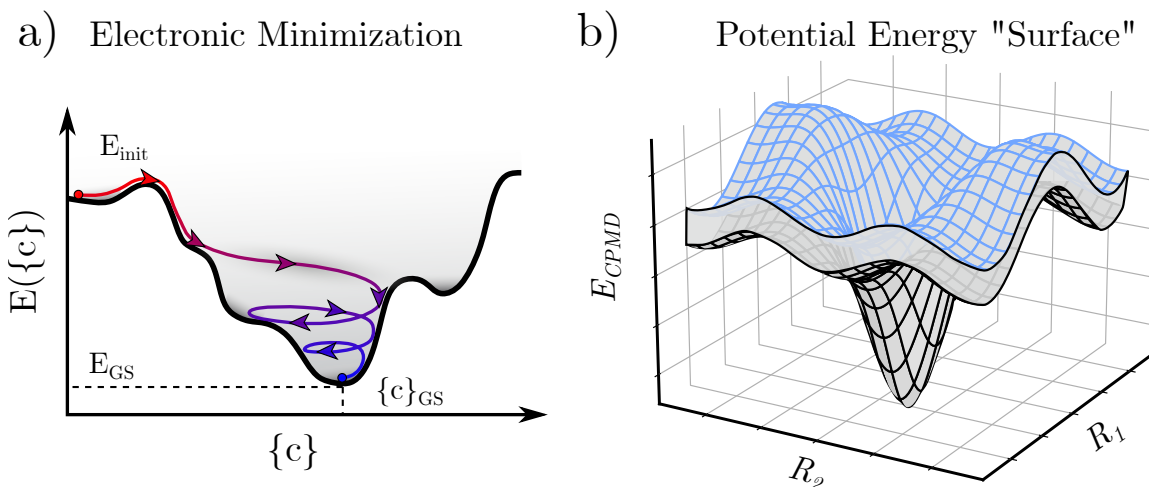 a) Electronic Minimization
E({c})
E_init
E_GS
{c}_GS
{c}
b) Potential Energy "Surface"
E_CPMD
R_2
R_1